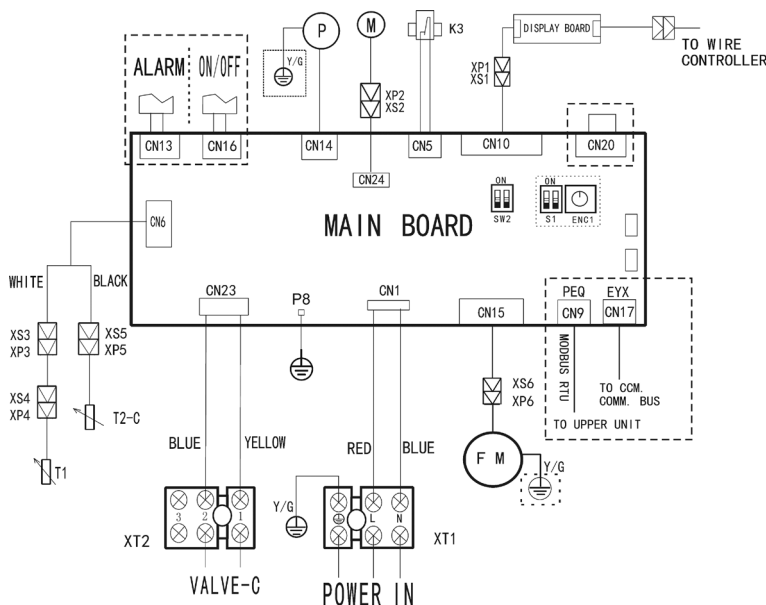 ALARM
ON/OFF
Y/G
P
M
K3
DISPLAY BOARD
TO WIRE
CONTROLLER
XP1
XS1
XP2
XS2
CN13
CN16
CN14
CN24
CN5
CN10
CN20
CN6
MAIN BOARD
ON
SW2
ON
S1
ENC1
WHITE
BLACK
CN23
P8
CN1
CN15
PEQ
CN9
EYX
CN17
MODBUS RTU
TO CCM.
COMM. BUS
TO UPPER UNIT
XS3
XP3
XS5
XP5
XS4
XP4
T2-C
T1
BLUE
YELLOW
RED
BLUE
XS6
XP6
FM
Y/G
Y/G
3
2
1
L
N
XT2
XT1
VALVE-C
POWER IN